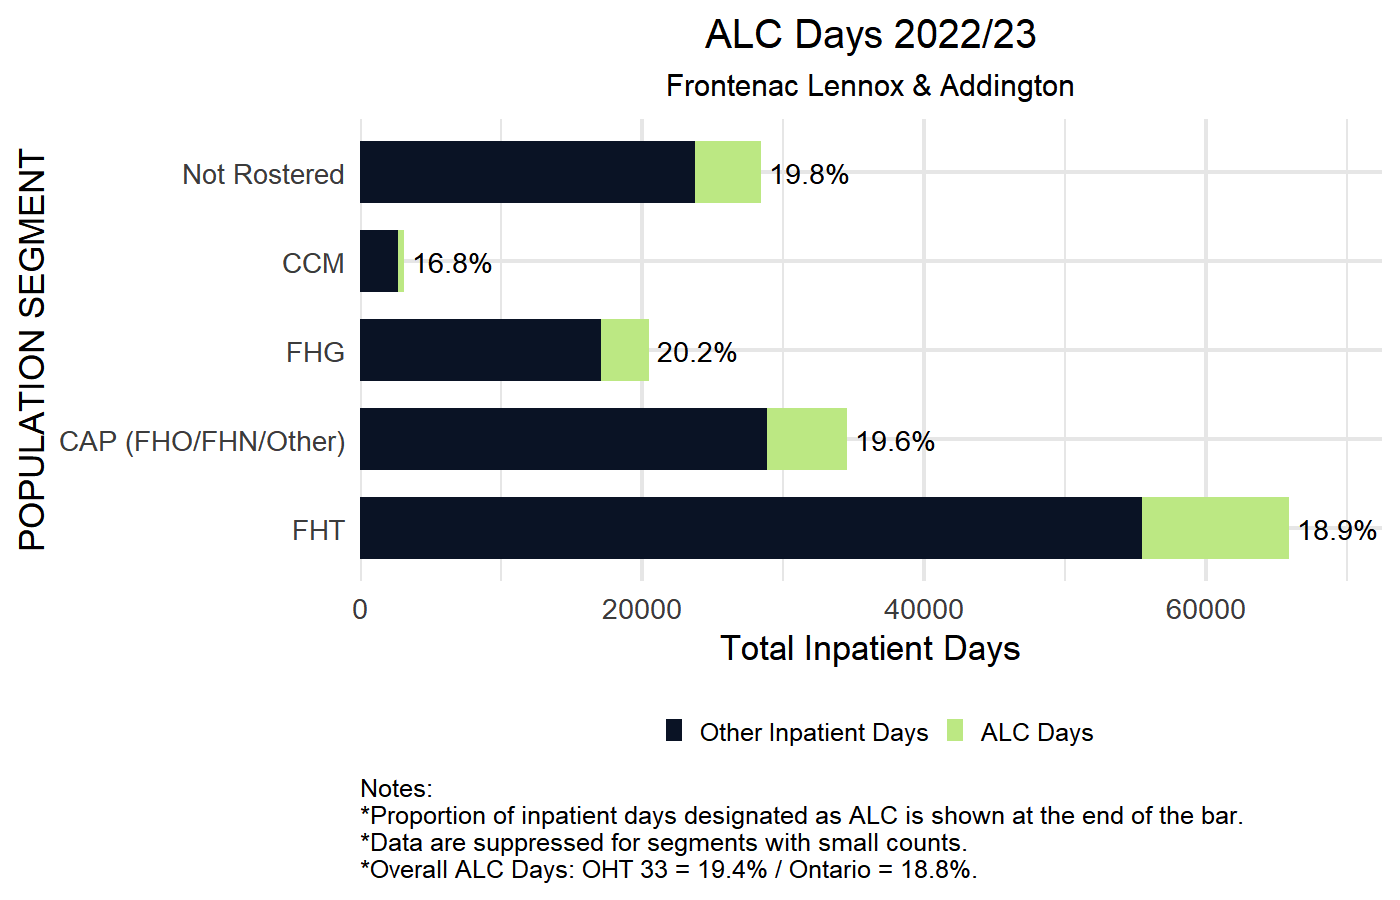 ALC Days 2022/23
Frontenac Lennox & Addington
POPULATION SEGMENT
Not Rostered
19.8%
CCM
16.8%
FHG
20.2%
CAP (FHO/FHN/Other)
19.6%
FHT
18.9%
0
20000
40000
60000
Total Inpatient Days
Other Inpatient Days
ALC Days
Notes:
*Proportion of inpatient days designated as ALC is shown at the end of the bar.
*Data are suppressed for segments with small counts.
*Overall ALC Days: OHT 33 = 19.4% / Ontario = 18.8%.